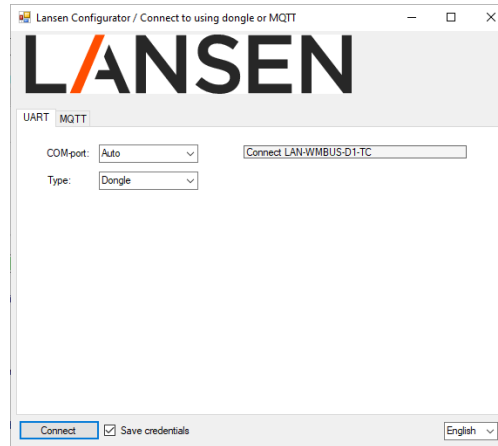 Lansen Configurator / Connect to using dongle or MQTT
LANSEN
UART MQTT
COM-port: Auto Connect LAN-WMBUS-D1-TC
Type: Dongle
Connect Save credentials English